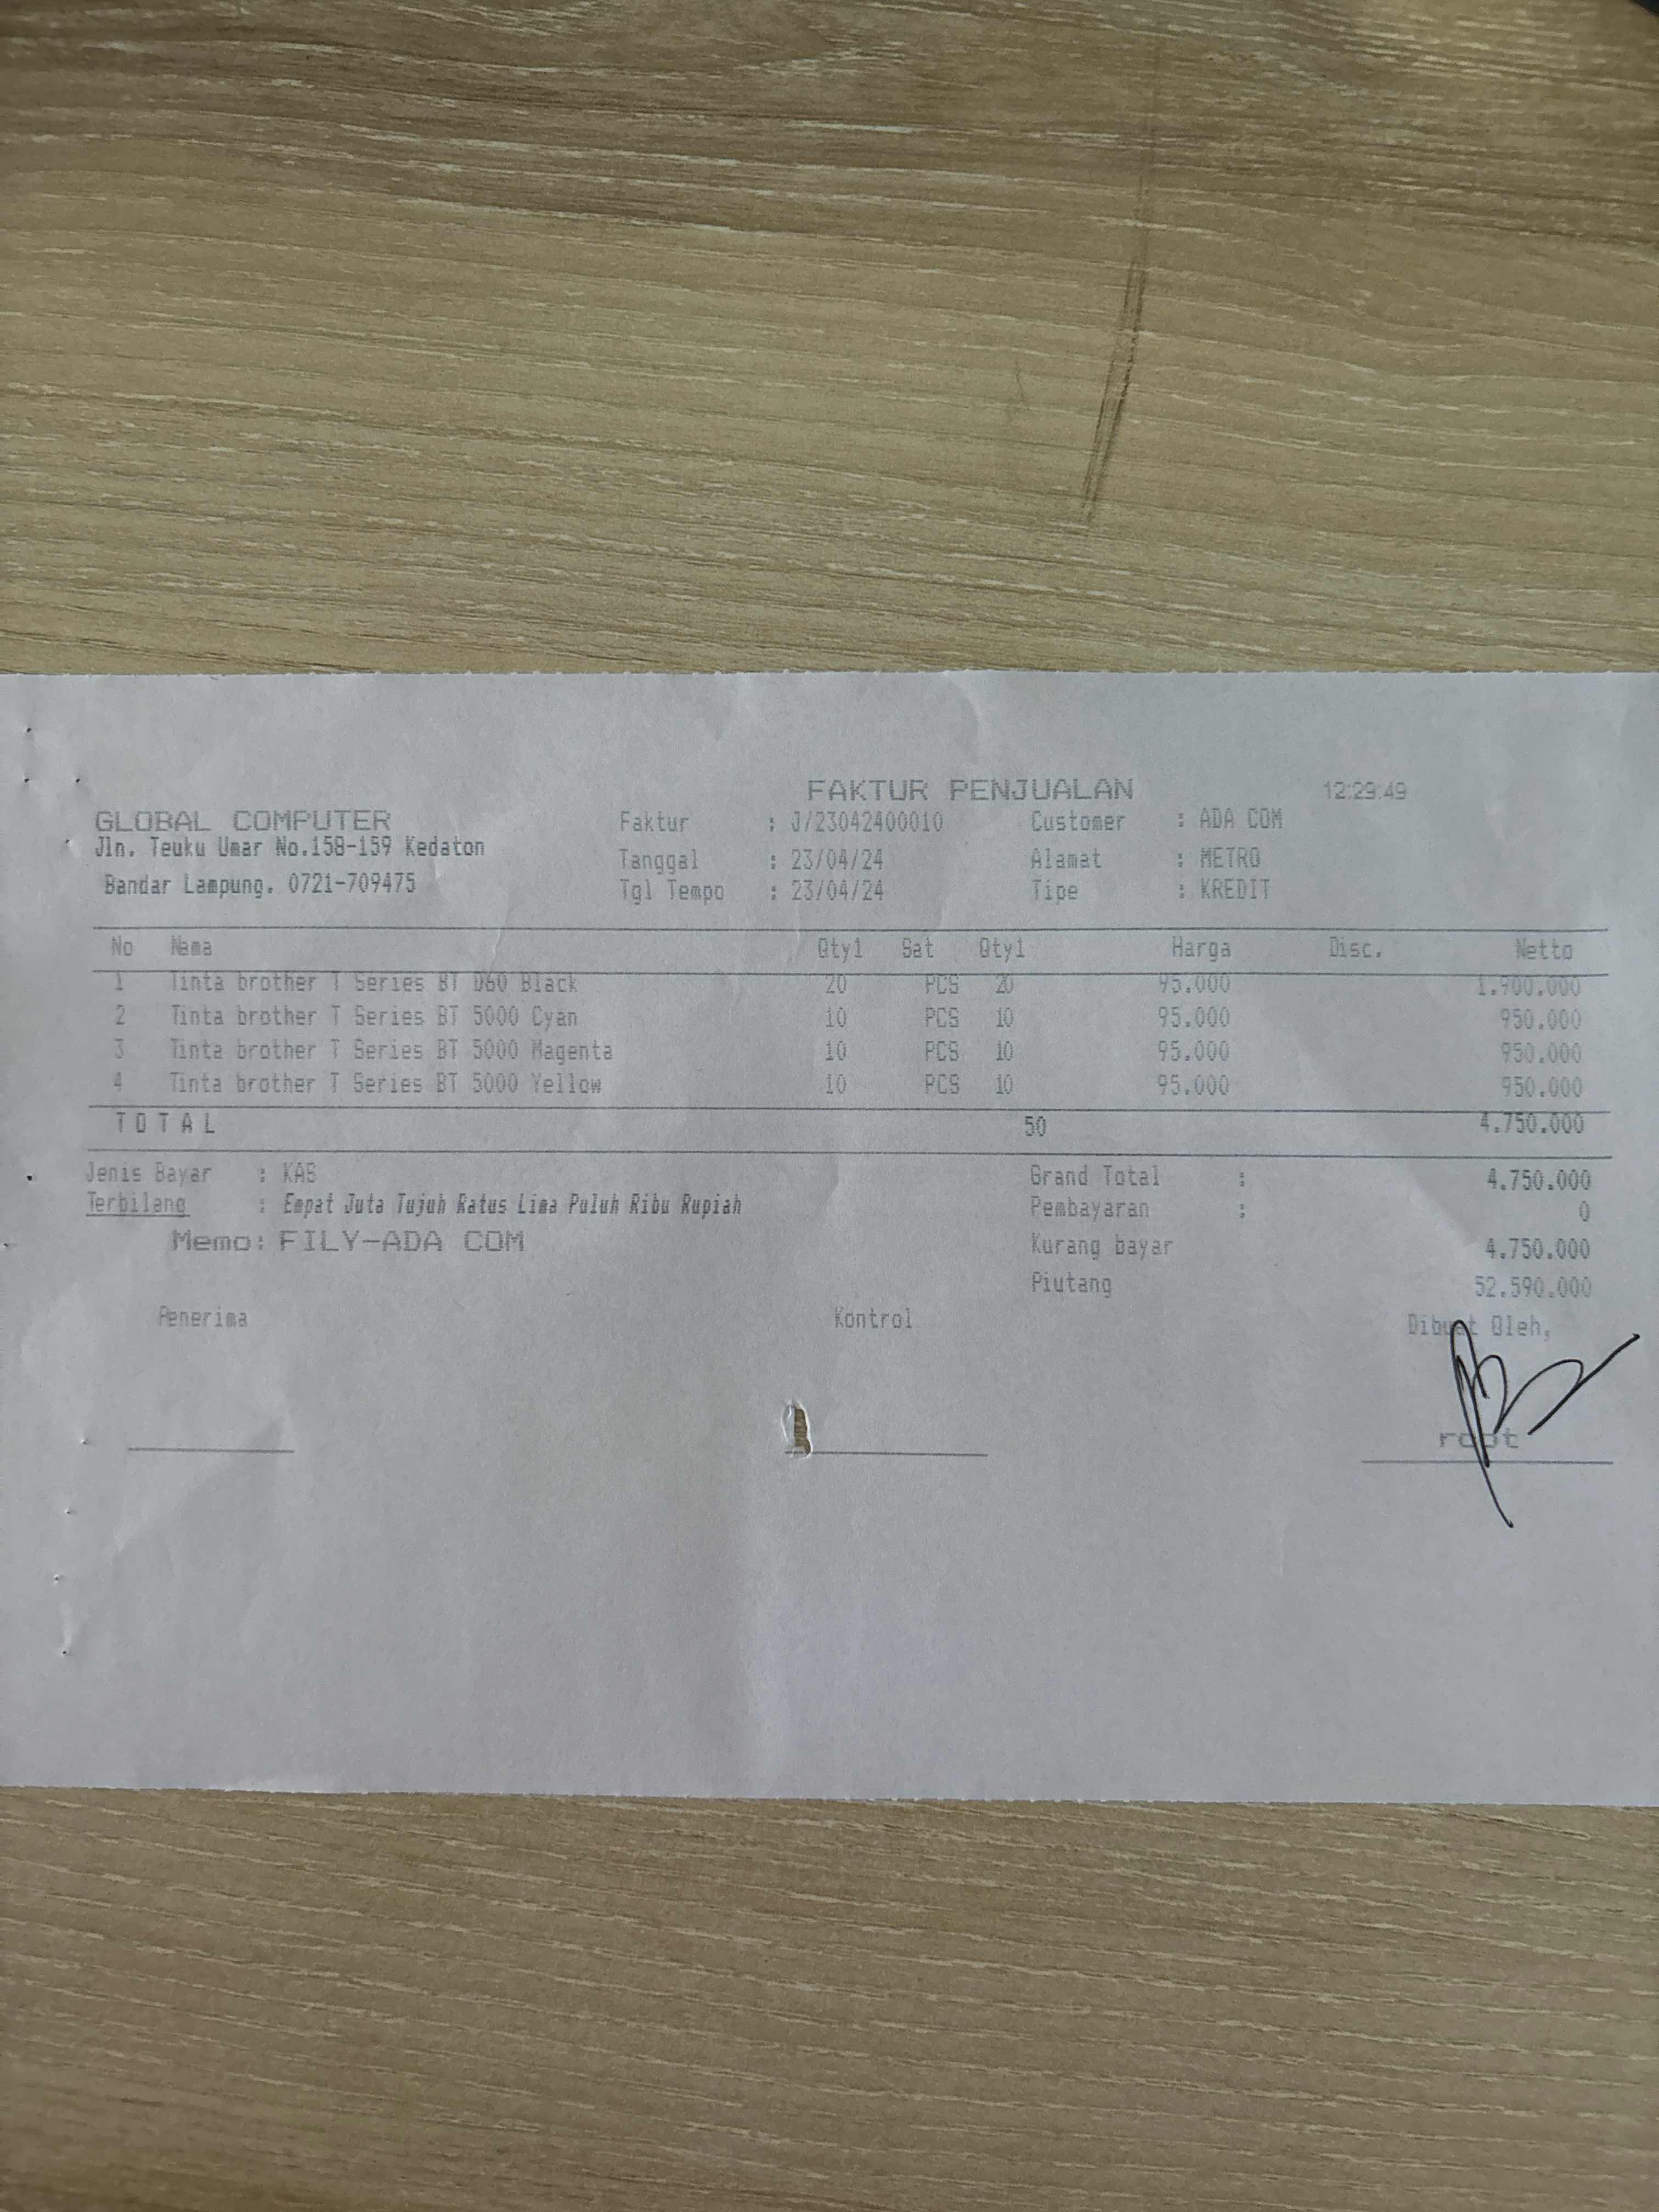 FAKTUR PENJUALAN 12:29:49
GLOBAL COMPUTER Faktur : J/23042400010 Customer : ADA COM
Jln. Teuku Umar No.158-159 Kedaton Tanggal : 23/04/24 Alamat : METRO
Bandar Lampung. 0721-709475 Tgl Tempo : 23/04/24 Tipe : KREDIT
No Nama Qty1 Sat Qty1 Harga Disc. Netto
1 Tinta brother T Series BT D60 Black 20 PCS 20 95.000 1.900.000
2 Tinta brother T Series BT 5000 Cyan 10 PCS 10 95.000 950.000
3 Tinta brother T Series BT 5000 Magenta 10 PCS 10 95.000 950.000
4 Tinta brother T Series BT 5000 Yellow 10 PCS 10 95.000 950.000
T O T A L 50 4.750.000
Jenis Bayar : KAS Grand Total : 4.750.000
Terbilang : Empat Juta Tujuh Ratus Lima Puluh Ribu Rupiah Pembayaran : 0
Memo: FILY-ADA COM Kurang bayar 4.750.000
Piutang 52.590.000
Penerima Kontrol Dibuat Oleh,
root